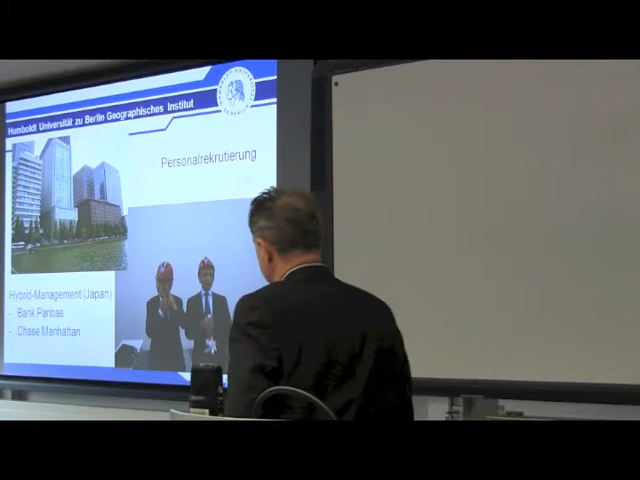 Humboldt Universität zu Berlin Geographisches Institut
Personalrekrutierung
Hybrid-Management (Japan)
- Bank Paribas
- Chase Manhattan